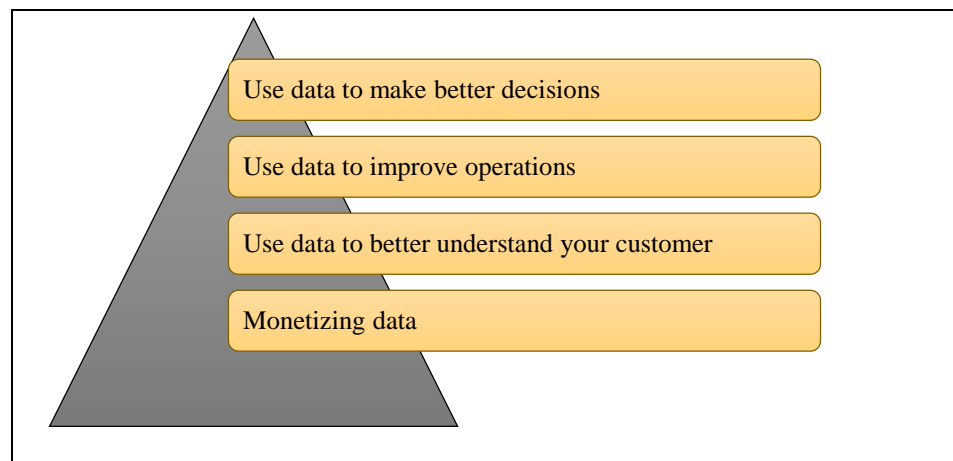 Use data to make better decisions
Use data to improve operations
Use data to better understand your customer
Monetizing data